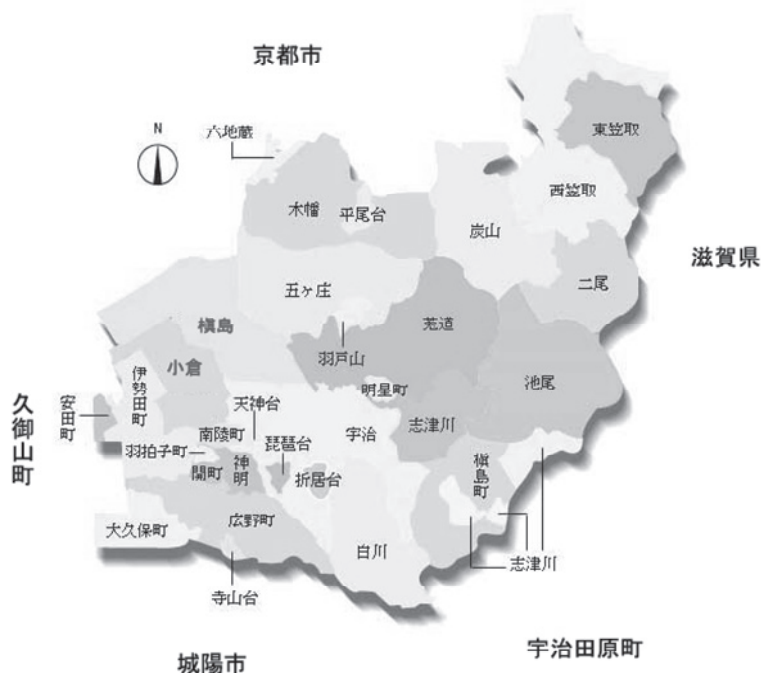 京都市
N
六地蔵
東笠取
西笠取
木幡
平尾台
炭山
滋賀県
二尾
五ヶ庄
槇島
莵道
羽戸山
小倉
明星町
池尾
伊勢田町
安田町
久御山町
天神台
志津川
南陵町
宇治
琵琶台
羽拍子町
神明
開町
折居台
槇島町
広野町
大久保町
白川
志津川
寺山台
宇治田原町
城陽市